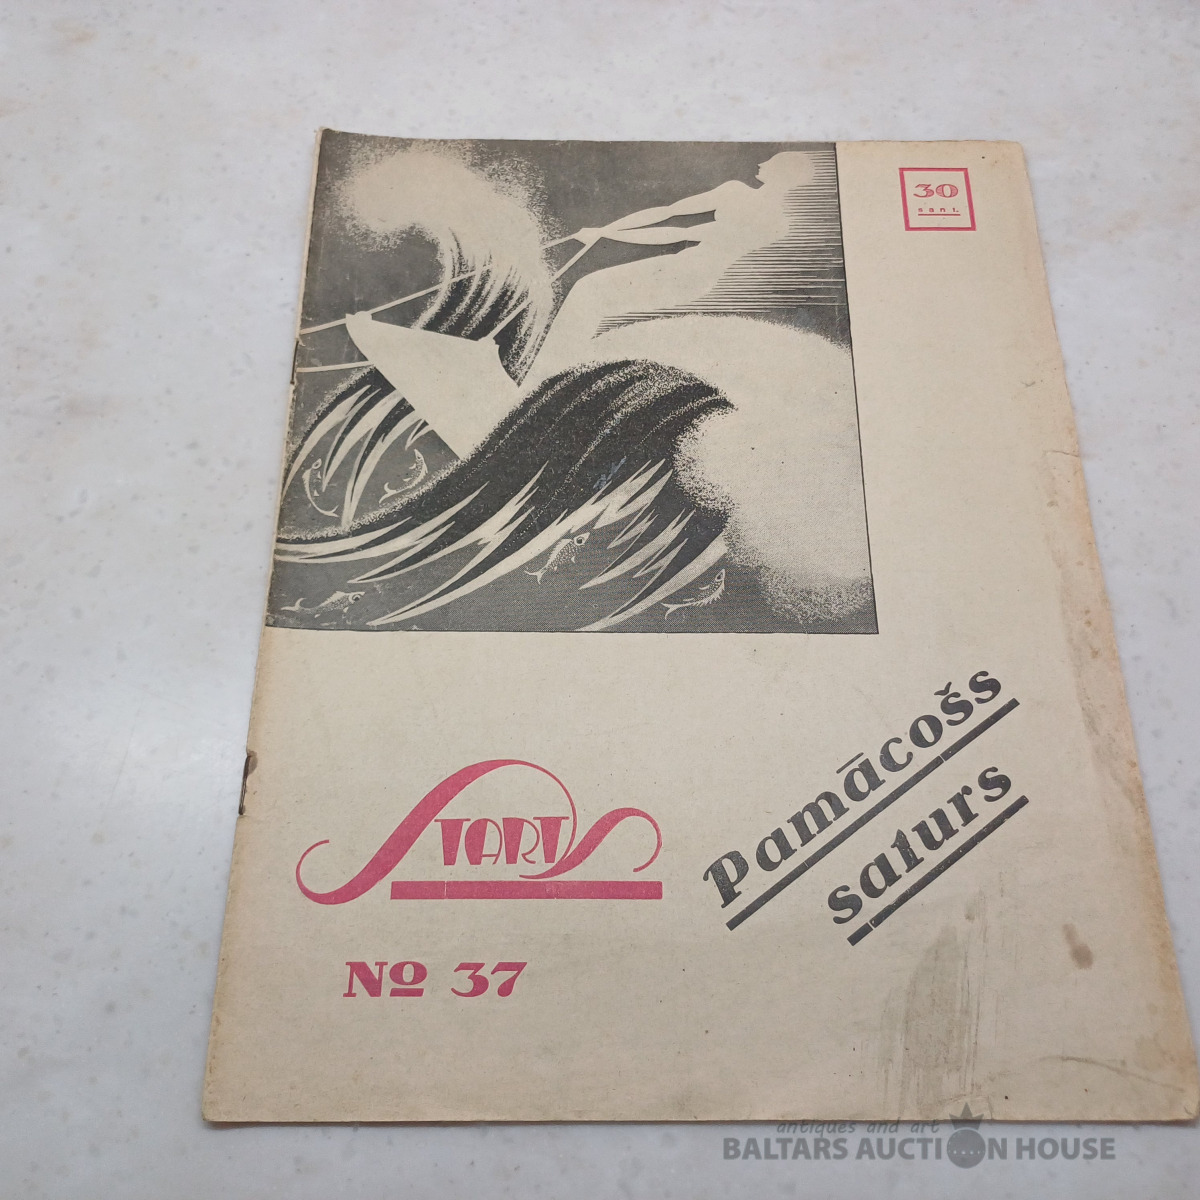 30
sant.
STARTS
Pamācošs
saturs
No 37
antiques and art
BALTARS AUCTION HOUSE